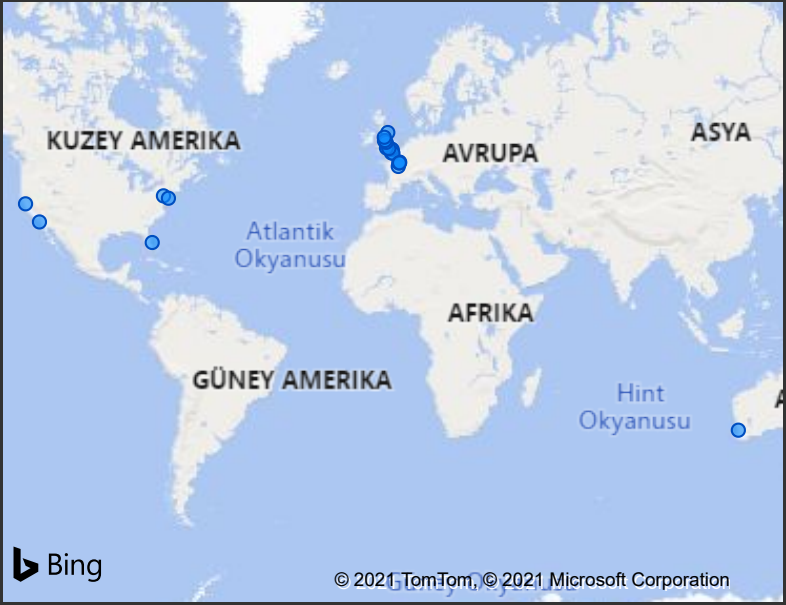 KUZEY AMERIKA
AVRUPA
ASYA
Atlantik
Okyanusu
AFRIKA
GÜNEY AMERIKA
Hint
Okyanusu
A
Bing
© 2021 TomTom, © 2021 Microsoft Corporation